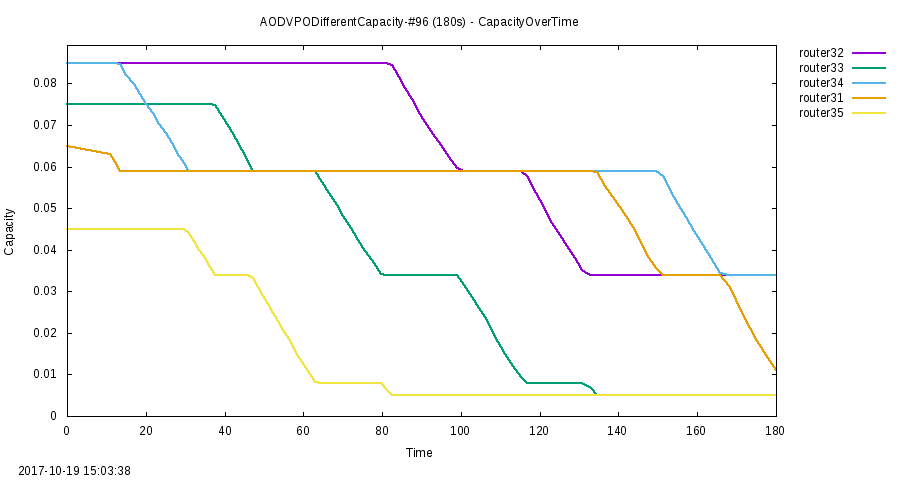 AODVPODifferentCapacity-#96 (180s) - CapacityOverTime
router32
router33
router34
router31
router35
0.08
0.07
0.06
0.05
0.04
0.03
0.02
0.01
0
Capacity
0 20 40 60 80 100 120 140 160 180
Time
2017-10-19 15:03:38